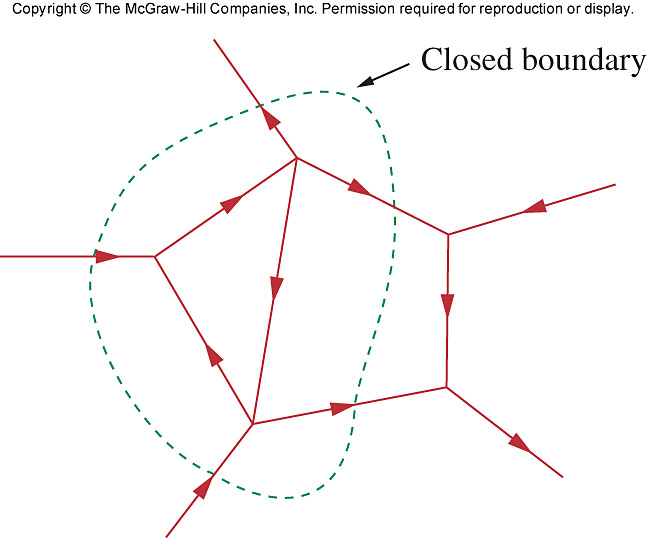 Copyright © The McGraw-Hill Companies, Inc. Permission required for reproduction or display.
Closed boundary